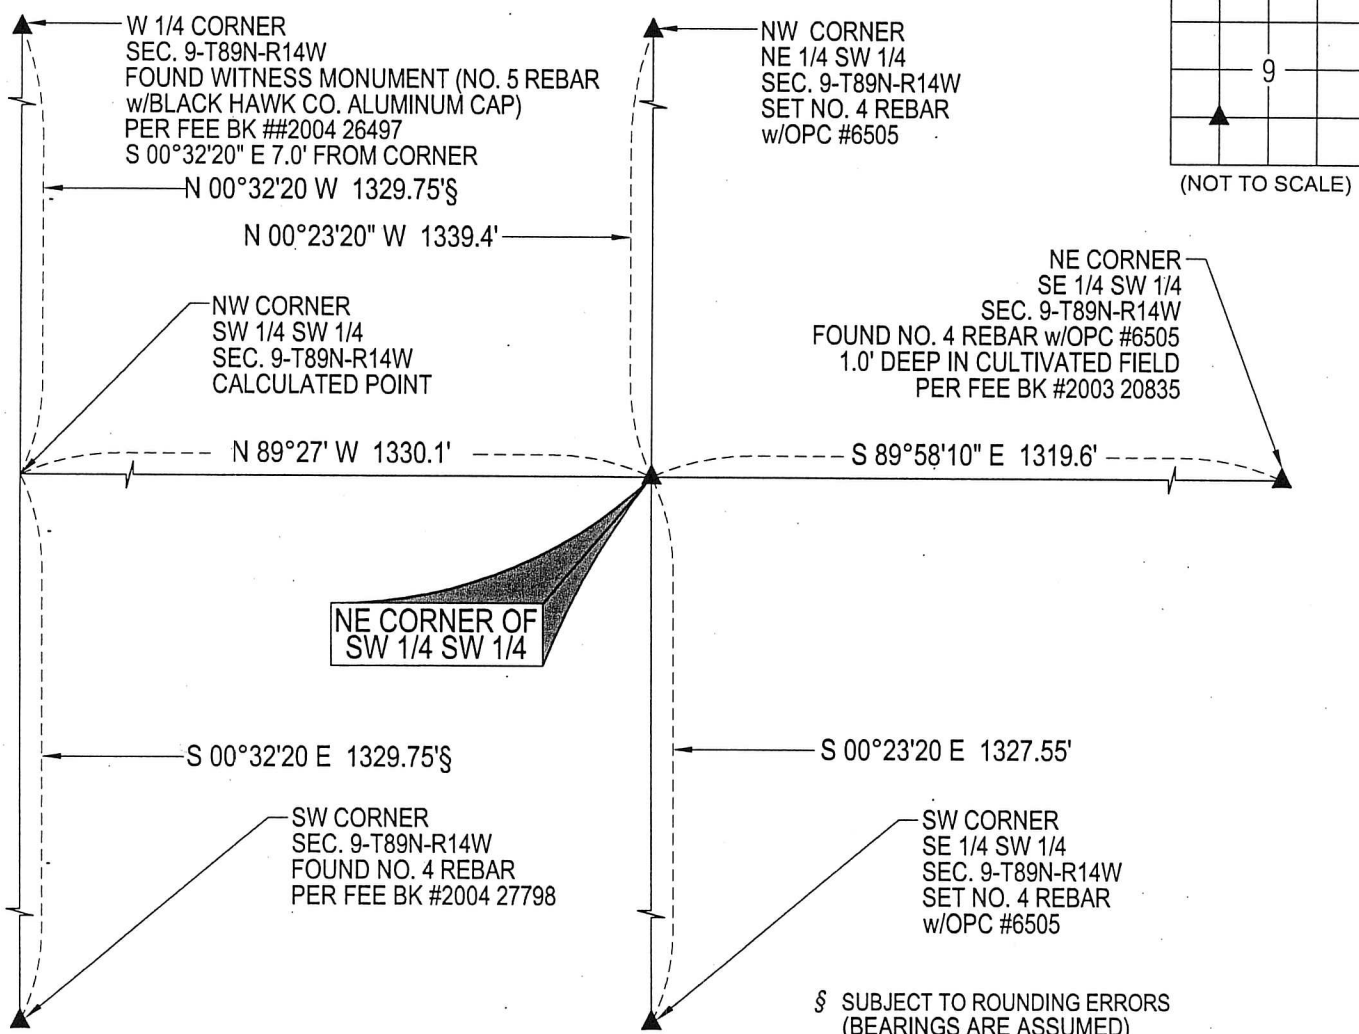 W 1/4 CORNER
SEC. 9-T89N-R14W
FOUND WITNESS MONUMENT (NO. 5 REBAR
w/BLACK HAWK CO. ALUMINUM CAP)
PER FEE BK ##2004 26497
S 00°32'20" E 7.0' FROM CORNER
N 00°32'20 W 1329.75'§
NW CORNER
NE 1/4 SW 1/4
SEC. 9-T89N-R14W
SET NO. 4 REBAR
w/OPC #6505
9
(NOT TO SCALE)
N 00°23'20" W 1339.4'
NE CORNER
SE 1/4 SW 1/4
SEC. 9-T89N-R14W
FOUND NO. 4 REBAR w/OPC #6505
1.0' DEEP IN CULTIVATED FIELD
PER FEE BK #2003 20835
NW CORNER
SW 1/4 SW 1/4
SEC. 9-T89N-R14W
CALCULATED POINT
N 89°27' W 1330.1'
S 89°58'10" E 1319.6'
NE CORNER OF
SW 1/4 SW 1/4
S 00°32'20 E 1329.75'§
S 00°23'20 E 1327.55'
SW CORNER
SEC. 9-T89N-R14W
FOUND NO. 4 REBAR
PER FEE BK #2004 27798
SW CORNER
SE 1/4 SW 1/4
SEC. 9-T89N-R14W
SET NO. 4 REBAR
w/OPC #6505
§ SUBJECT TO ROUNDING ERRORS
(BEARINGS ARE ASSUMED)